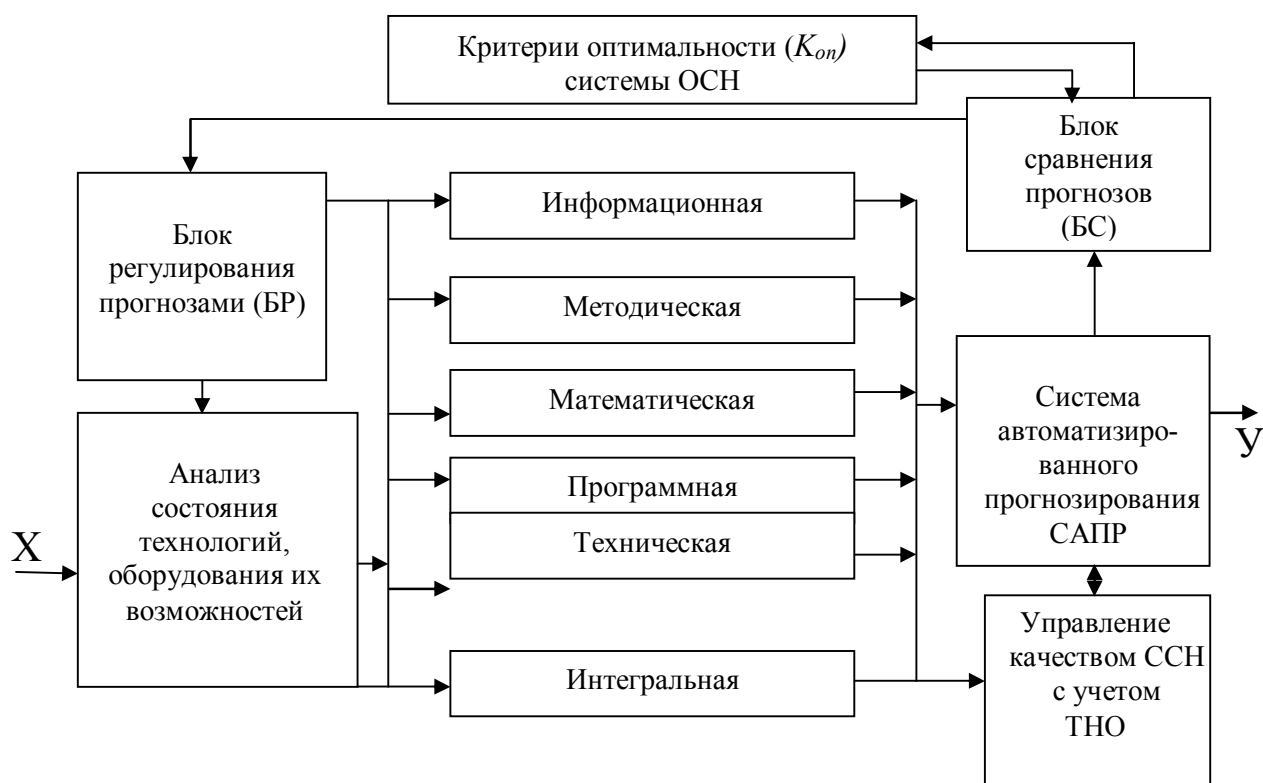 Критерии оптимальности (Kоп)
системы ОСН
Блок
сравнения
прогнозов
(БС)
Блок
регулирования
прогнозами (БР)
Информационная
Методическая
Математическая
Программная
Техническая
Интегральная
Х
Анализ
состояния
технологий,
оборудования их
возможностей
Система
автоматизиро-
ванного
прогнозирования
САПР
У
Управление
качеством ССН
с учетом
ТНО